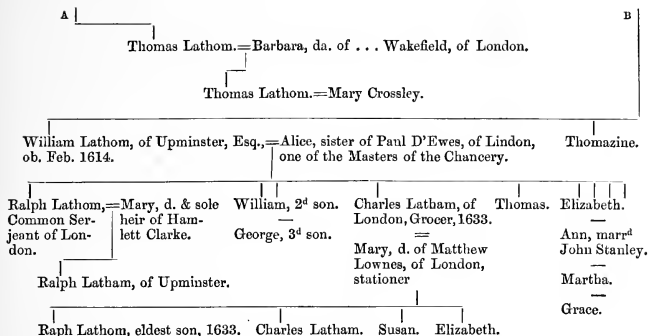 A B
Thomas Lathom.=Barbara, da. of . . . Wakefield, of London.
Thomas Lathom.=Mary Crossley.
William Lathom, of Upminster, Esq.,=Alice, sister of Paul D'Ewes, of Lindon,
ob. Feb. 1614.
one of the Masters of the Chancery.
Thomazine.
Ralph Lathom,=Mary, d. & sole
Common Ser-
jeant of Lon-
don.
heir of Ham-
lett Clarke.
William, 2d son.
—
George, 3d son.
Charles Latham, of
London, Grocer, 1633.
=
Mary, d. of Matthew
Lownes, of London,
stationer
Thomas.
Elizabeth.
—
Ann, marrd
John Stanley.
—
Martha.
—
Grace.
Ralph Latham, of Upminster.
Raph Lathom, eldest son, 1633. Charles Latham. Susan. Elizabeth.